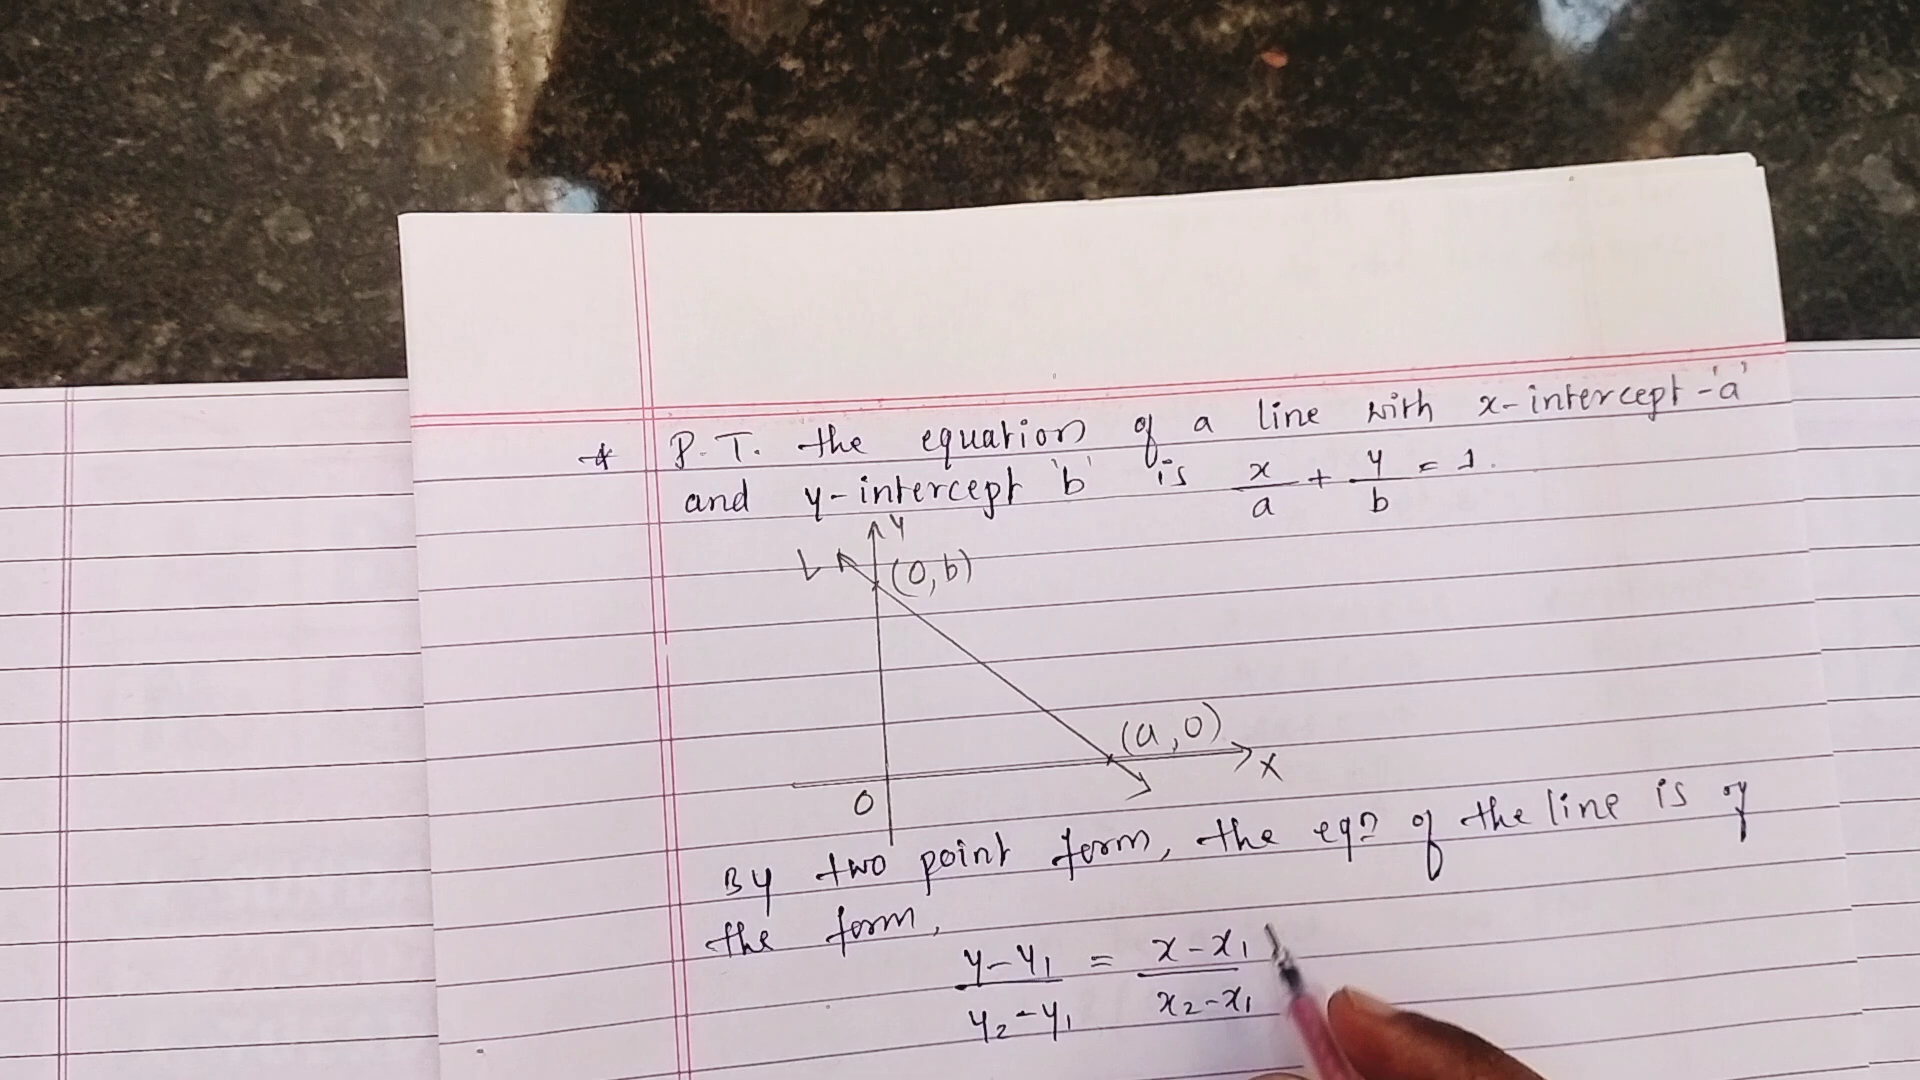 * P.T. the equation of a line with x-intercept-'a'
and y-intercept 'b' is x/a + y/b = 1.
Y
L
(0,b)
(a,0)
X
O
By two point form, the eqn of the line is of
the form,
y-y₁/y₂-y₁ = x-x₁/x₂-x₁